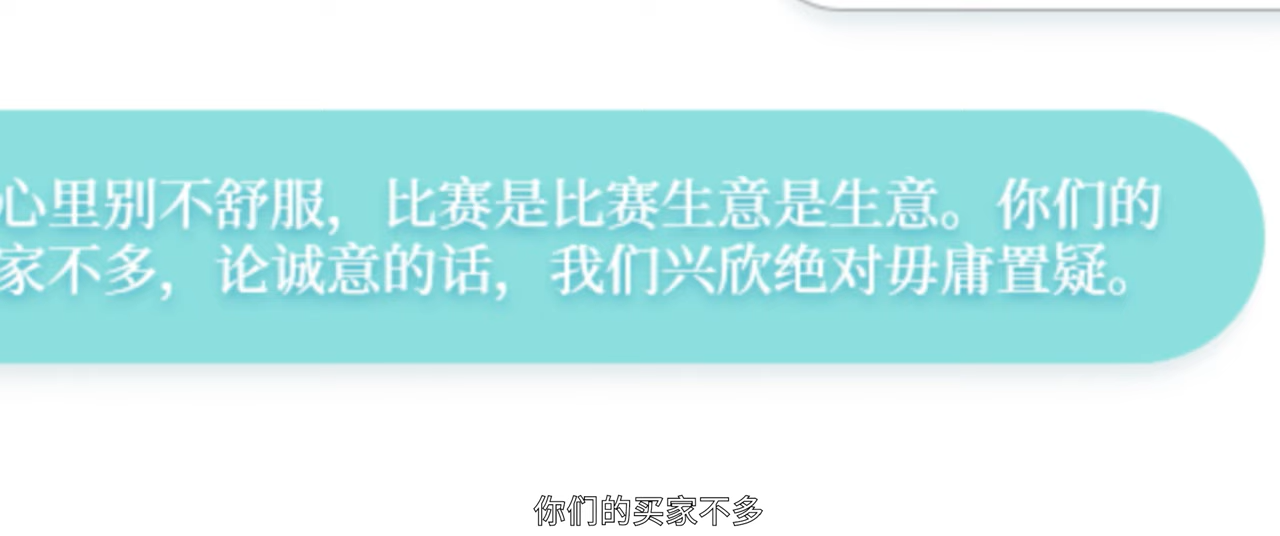 心里别不舒服，比赛是比赛生意是生意。你们的
家不多，论诚意的话，我们兴欣绝对毋庸置疑。
你们的买家不多